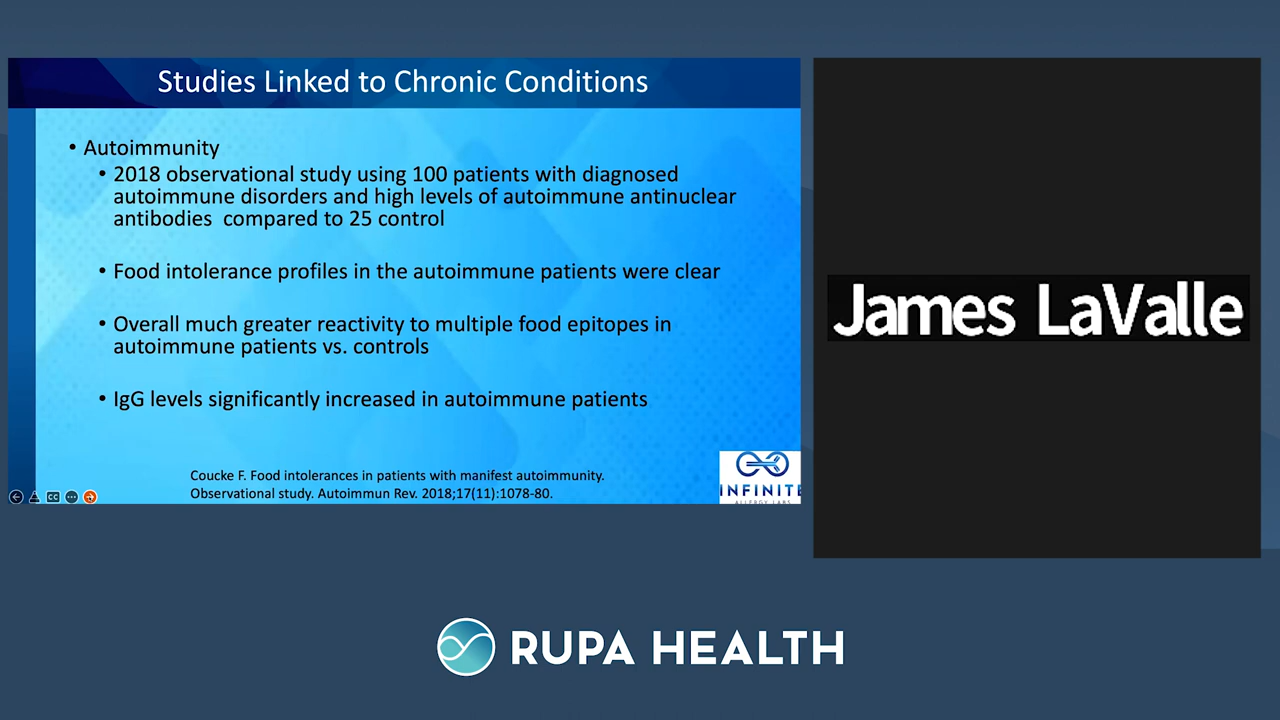 Studies Linked to Chronic Conditions
• Autoimmunity
• 2018 observational study using 100 patients with diagnosed
autoimmune disorders and high levels of autoimmune antinuclear
antibodies  compared to 25 control
• Food intolerance profiles in the autoimmune patients were clear
• Overall much greater reactivity to multiple food epitopes in
autoimmune patients vs. controls
• IgG levels significantly increased in autoimmune patients
Coucke F. Food intolerances in patients with manifest autoimmunity.
Observational study. Autoimmun Rev. 2018;17(11):1078-80.
CC
INFINITE
ALLERGY LABS
James LaValle
RUPA HEALTH